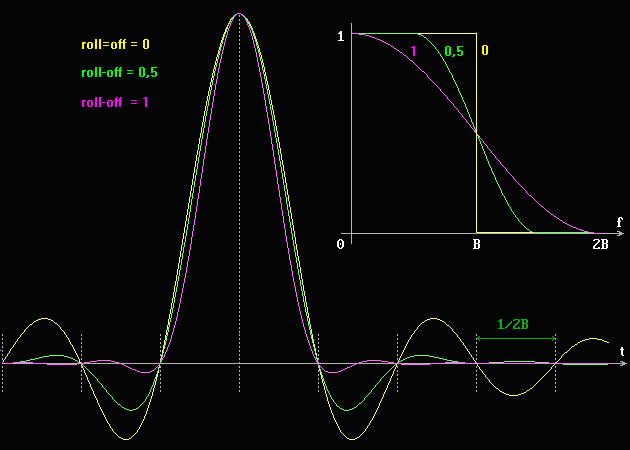 roll=off = 0
roll-off = 0,5
roll-off = 1
1
1 0,5 0
f
0 B 2B
1/2B
t